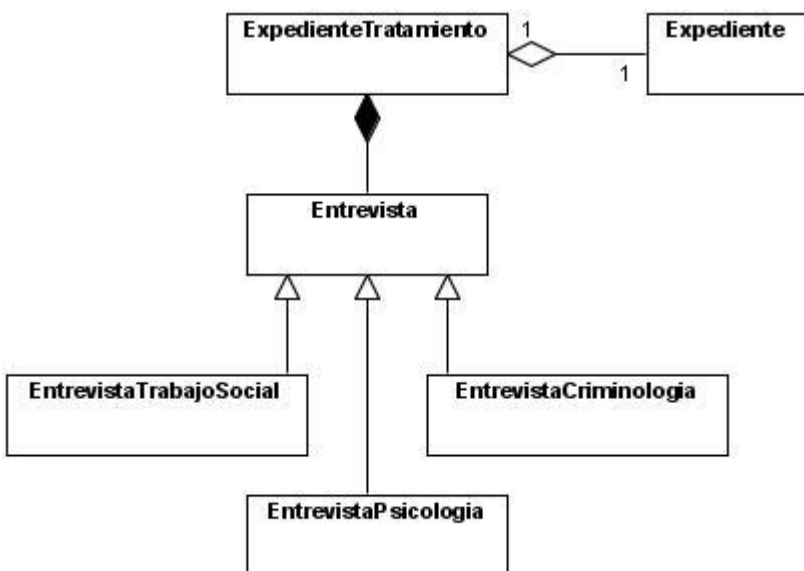 ExpedienteTratamiento
1
1
Expediente
Entrevista
EntrevistaTrabajoSocial
EntrevistaCriminologia
EntrevistaPsicologia